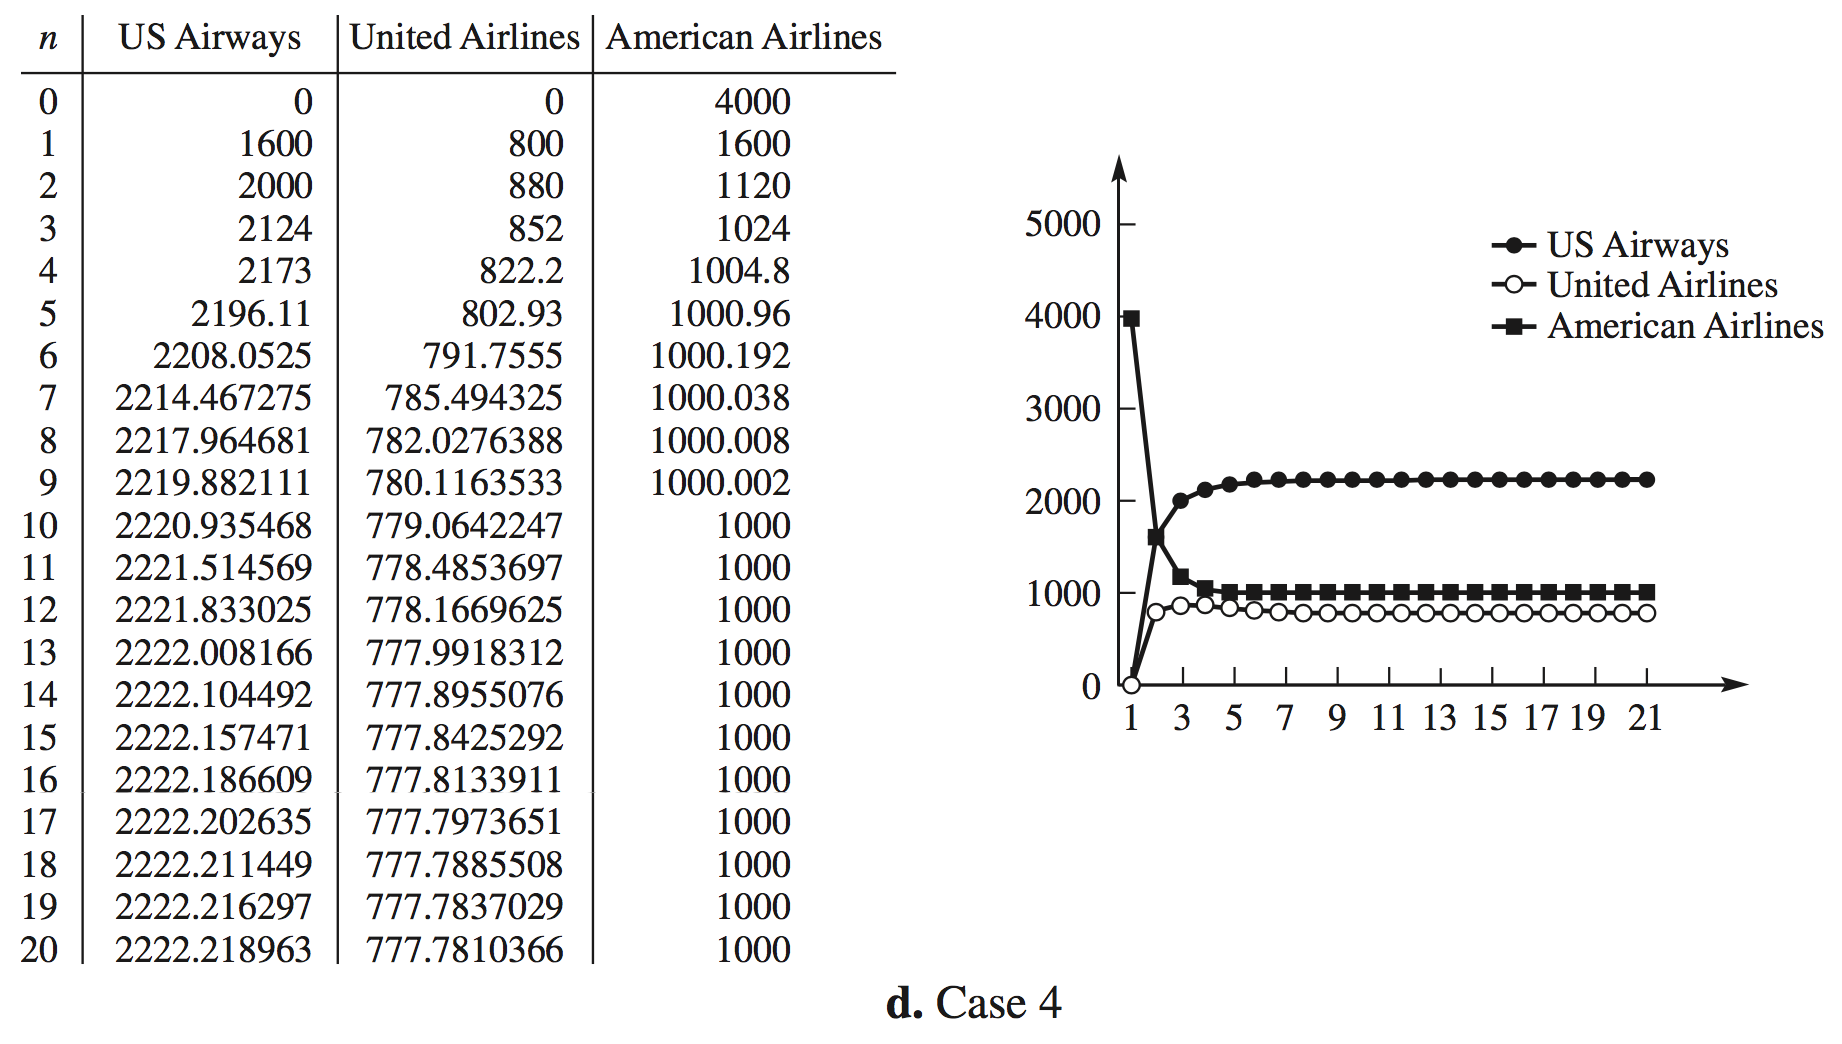 n US Airways United Airlines American Airlines
0 0 0 4000
1 1600 800 1600
2 2000 880 1120
3 2124 852 1024
4 2173 822.2 1004.8
5 2196.11 802.93 1000.96
6 2208.0525 791.7555 1000.192
7 2214.467275 785.494325 1000.038
8 2217.964681 782.0276388 1000.008
9 2219.882111 780.1163533 1000.002
10 2220.935468 779.0642247 1000
11 2221.514569 778.4853697 1000
12 2221.833025 778.1669625 1000
13 2222.008166 777.9918312 1000
14 2222.104492 777.8955076 1000
15 2222.157471 777.8425292 1000
16 2222.186609 777.8133911 1000
17 2222.202635 777.7973651 1000
18 2222.211449 777.7885508 1000
19 2222.216297 777.7837029 1000
20 2222.218963 777.7810366 1000
5000
4000
3000
2000
1000
0
1 3 5 7 9 11 13 15 17 19 21
US Airways
United Airlines
American Airlines
d. Case 4